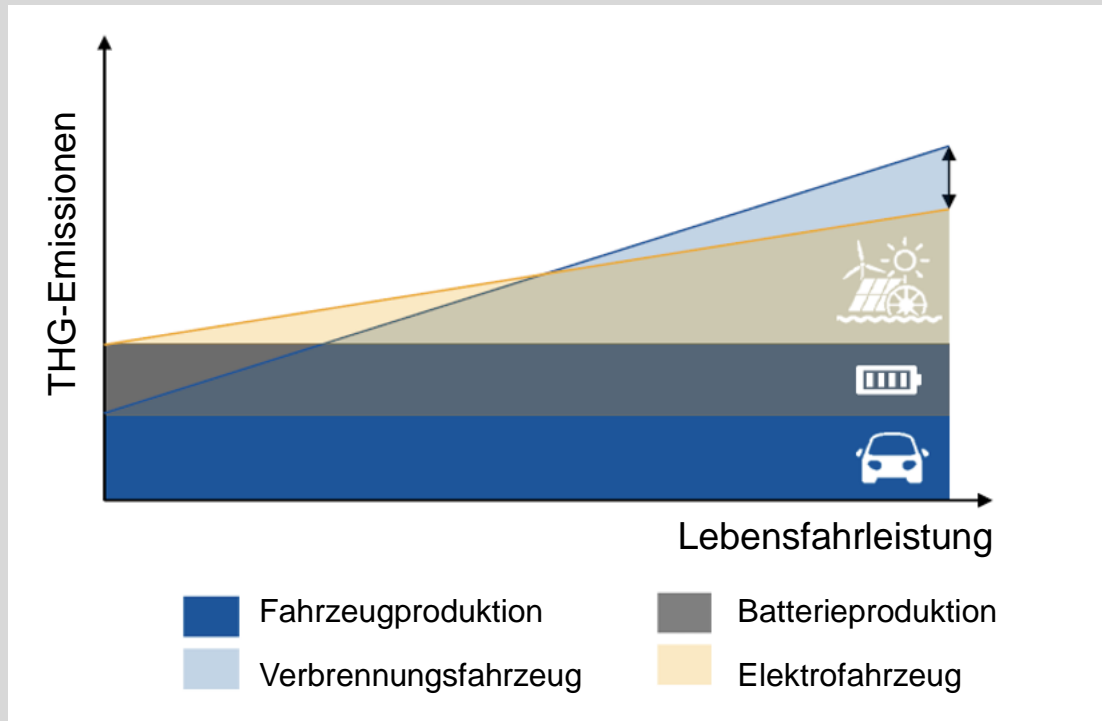 THG-Emissionen
Lebensfahrleistung
Fahrzeugproduktion
Batterieproduktion
Verbrennungsfahrzeug
Elektrofahrzeug